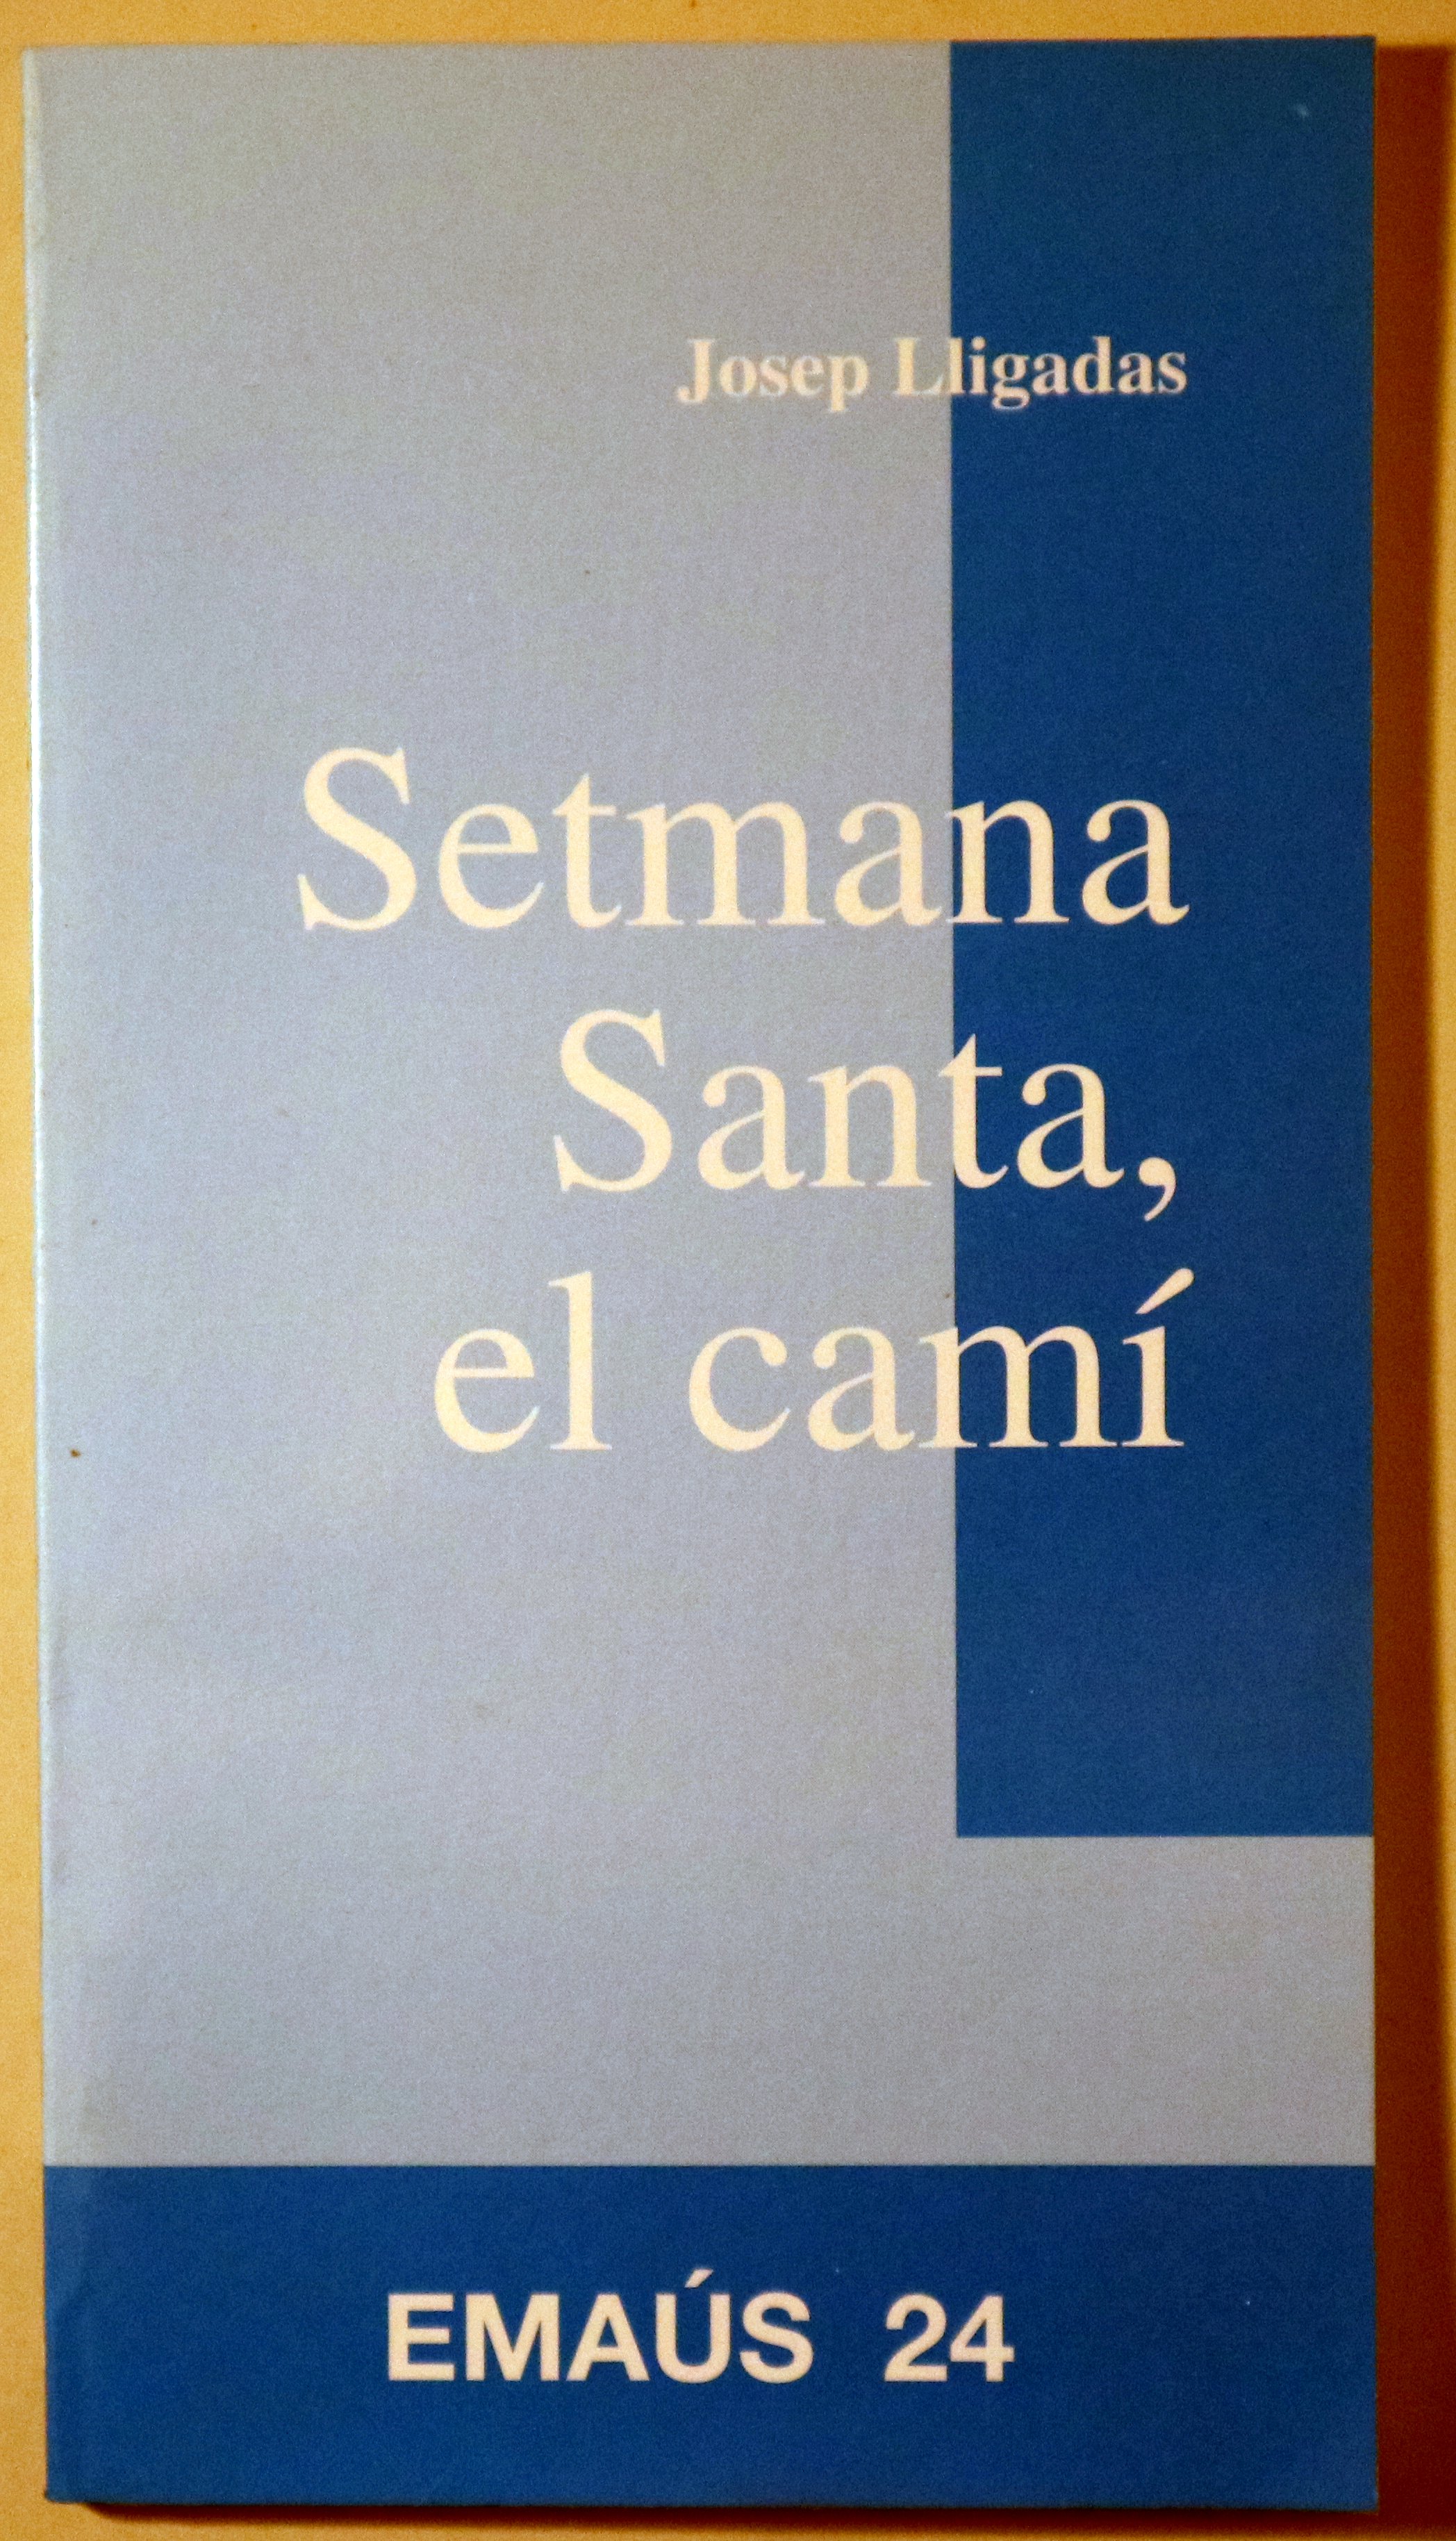 Josep Lligadas
Setmana
Santa,
el camí
EMAÚS 24